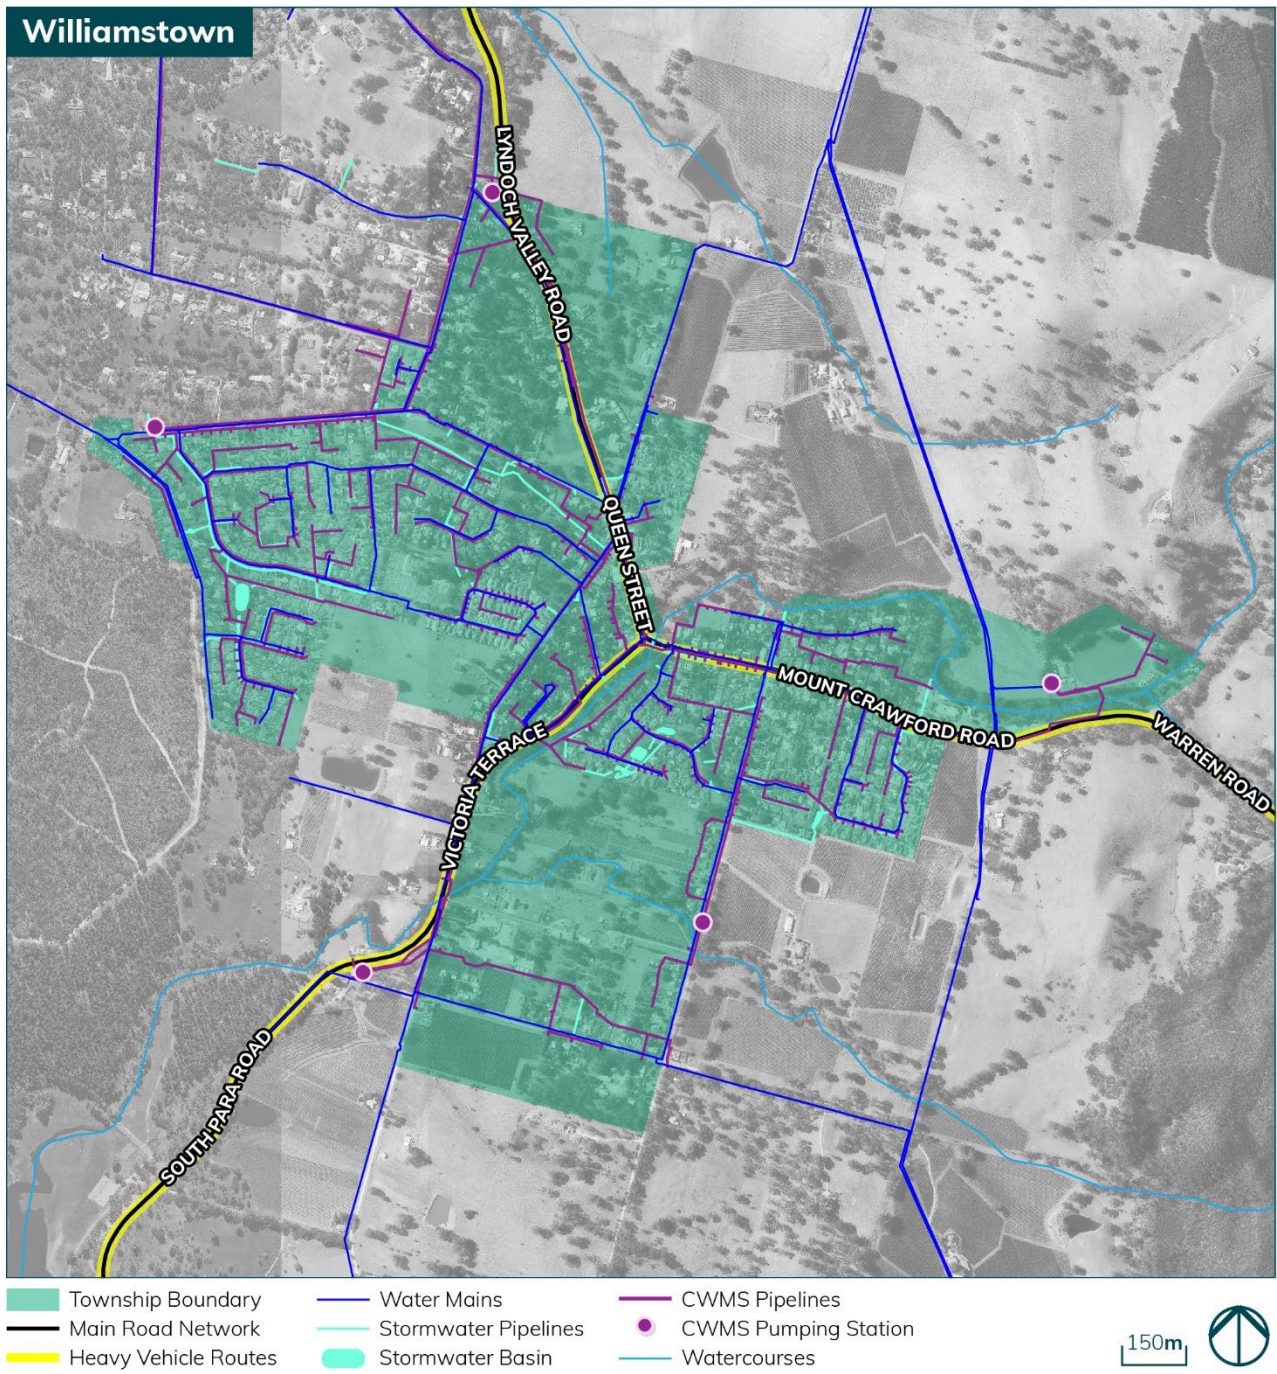 Williamstown
LYNDOCH VALLEY ROAD
QUEEN STREET
MOUNT CRAWFORD ROAD
WARREN ROAD
VICTORIA TERRACE
SOUTH PARA ROAD
Township Boundary
Main Road Network
Heavy Vehicle Routes
Water Mains
Stormwater Pipelines
Stormwater Basin
CWMS Pipelines
CWMS Pumping Station
Watercourses
150m